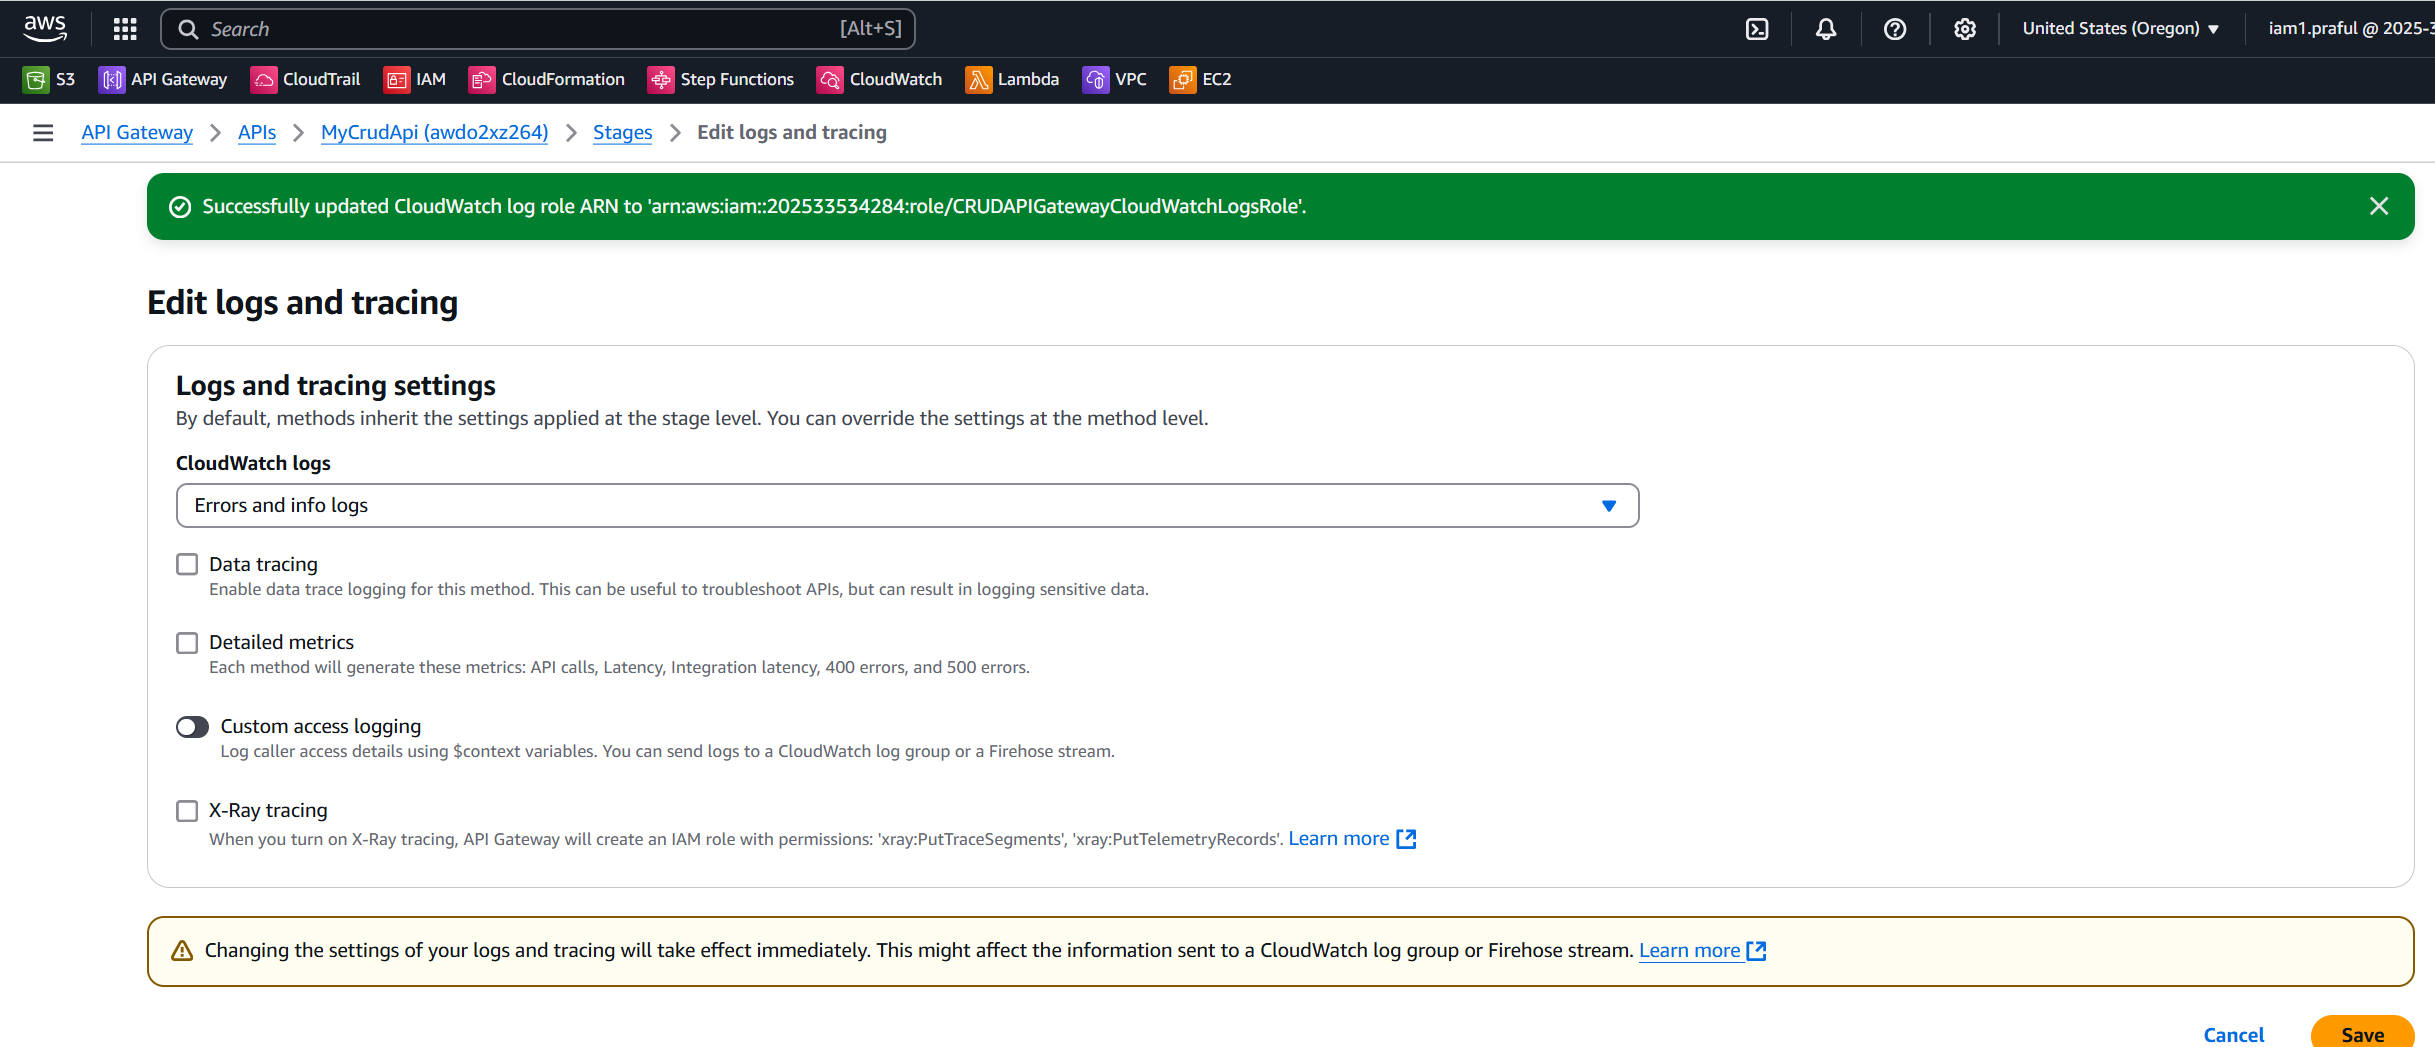 aws
Search [Alt+S] United States (Oregon) iam1.praful @ 2025-3
S3 API Gateway CloudTrail IAM CloudFormation Step Functions CloudWatch Lambda VPC EC2
API Gateway > APIs > MyCrudApi (awdo2xz264) > Stages > Edit logs and tracing
Successfully updated CloudWatch log role ARN to 'arn:aws:iam::202533534284:role/CRUDAPIGatewayCloudWatchLogsRole'.
Edit logs and tracing
Logs and tracing settings
By default, methods inherit the settings applied at the stage level. You can override the settings at the method level.
CloudWatch logs
Errors and info logs
Data tracing
Enable data trace logging for this method. This can be useful to troubleshoot APIs, but can result in logging sensitive data.
Detailed metrics
Each method will generate these metrics: API calls, Latency, Integration latency, 400 errors, and 500 errors.
Custom access logging
Log caller access details using $context variables. You can send logs to a CloudWatch log group or a Firehose stream.
X-Ray tracing
When you turn on X-Ray tracing, API Gateway will create an IAM role with permissions: 'xray:PutTraceSegments', 'xray:PutTelemetryRecords'. Learn more
Changing the settings of your logs and tracing will take effect immediately. This might affect the information sent to a CloudWatch log group or Firehose stream. Learn more
Cancel Save